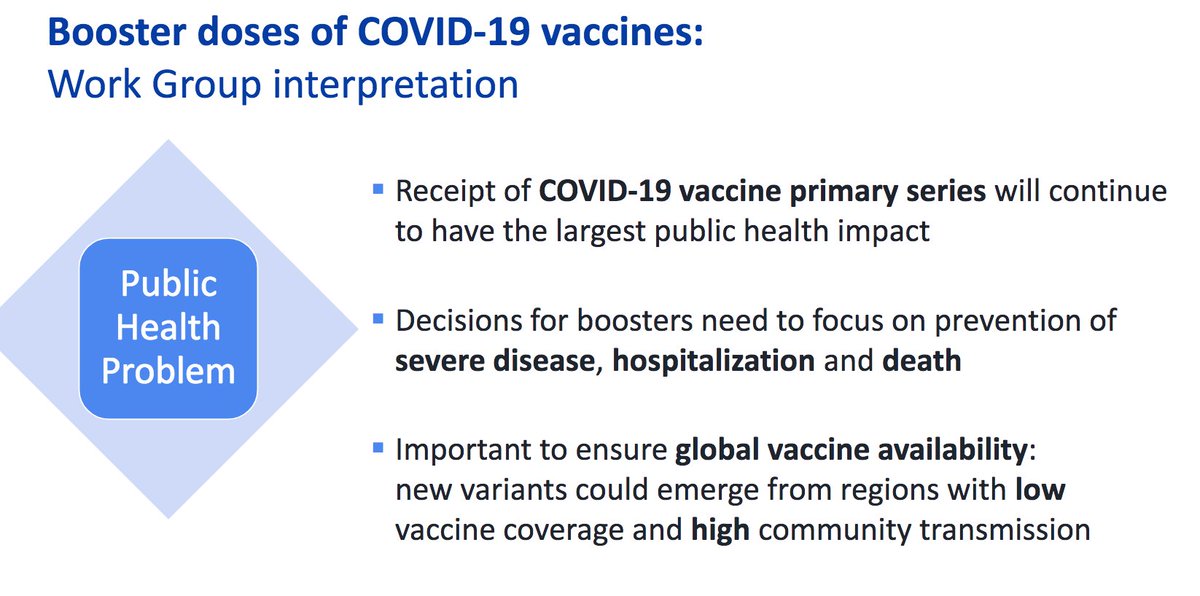 Booster doses of COVID-19 vaccines:
Work Group interpretation
Public
Health
Problem
▪ Receipt of COVID-19 vaccine primary series will continue
to have the largest public health impact
▪ Decisions for boosters need to focus on prevention of
severe disease, hospitalization and death
▪ Important to ensure global vaccine availability:
new variants could emerge from regions with low
vaccine coverage and high community transmission